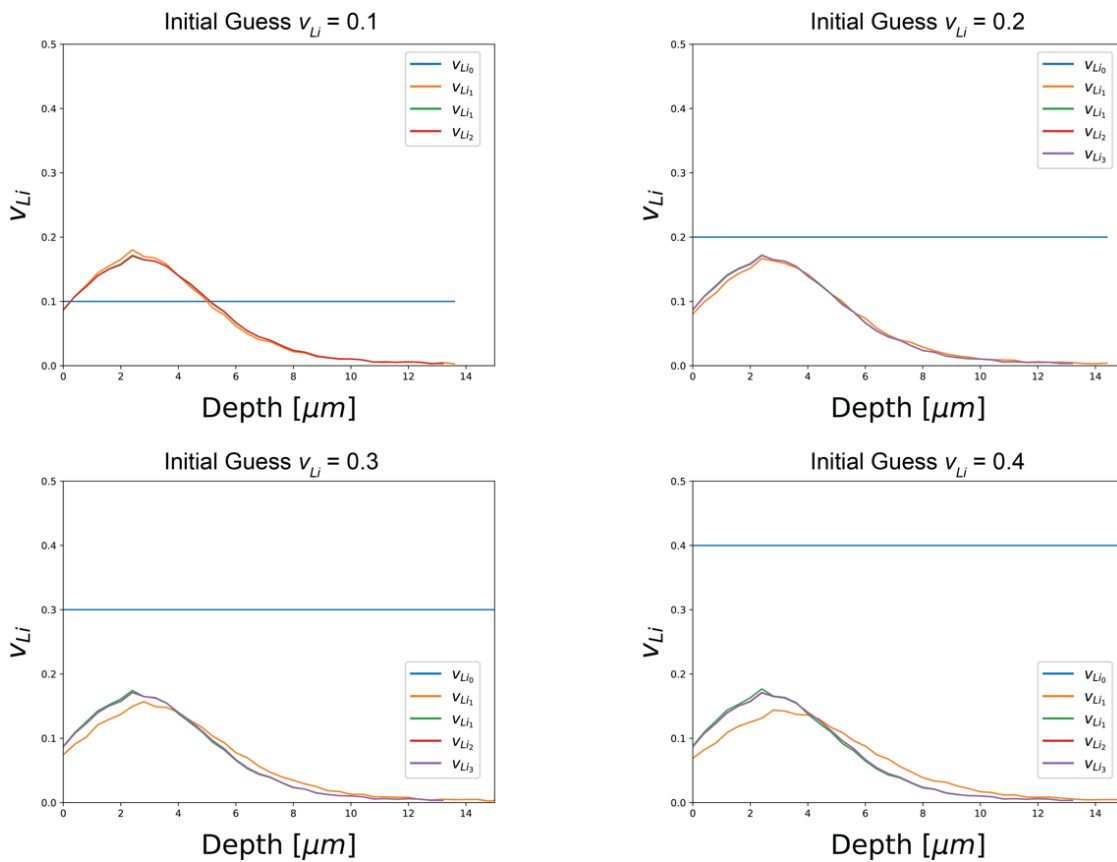 Initial Guess v_Li = 0.1
0.5
0.4
0.3
0.2
0.1
0.0
v_Li
v_Li0
v_Li1
v_Li1
v_Li2
0 2 4 6 8 10 12 14
Depth [μm]
Initial Guess v_Li = 0.2
0.5
0.4
0.3
0.2
0.1
0.0
v_Li
v_Li0
v_Li1
v_Li1
v_Li2
v_Li3
0 2 4 6 8 10 12 14
Depth [μm]
Initial Guess v_Li = 0.3
0.5
0.4
0.3
0.2
0.1
0.0
v_Li
v_Li0
v_Li1
v_Li1
v_Li2
v_Li3
0 2 4 6 8 10 12 14
Depth [μm]
Initial Guess v_Li = 0.4
0.5
0.4
0.3
0.2
0.1
0.0
v_Li
v_Li0
v_Li1
v_Li1
v_Li2
v_Li3
0 2 4 6 8 10 12 14
Depth [μm]